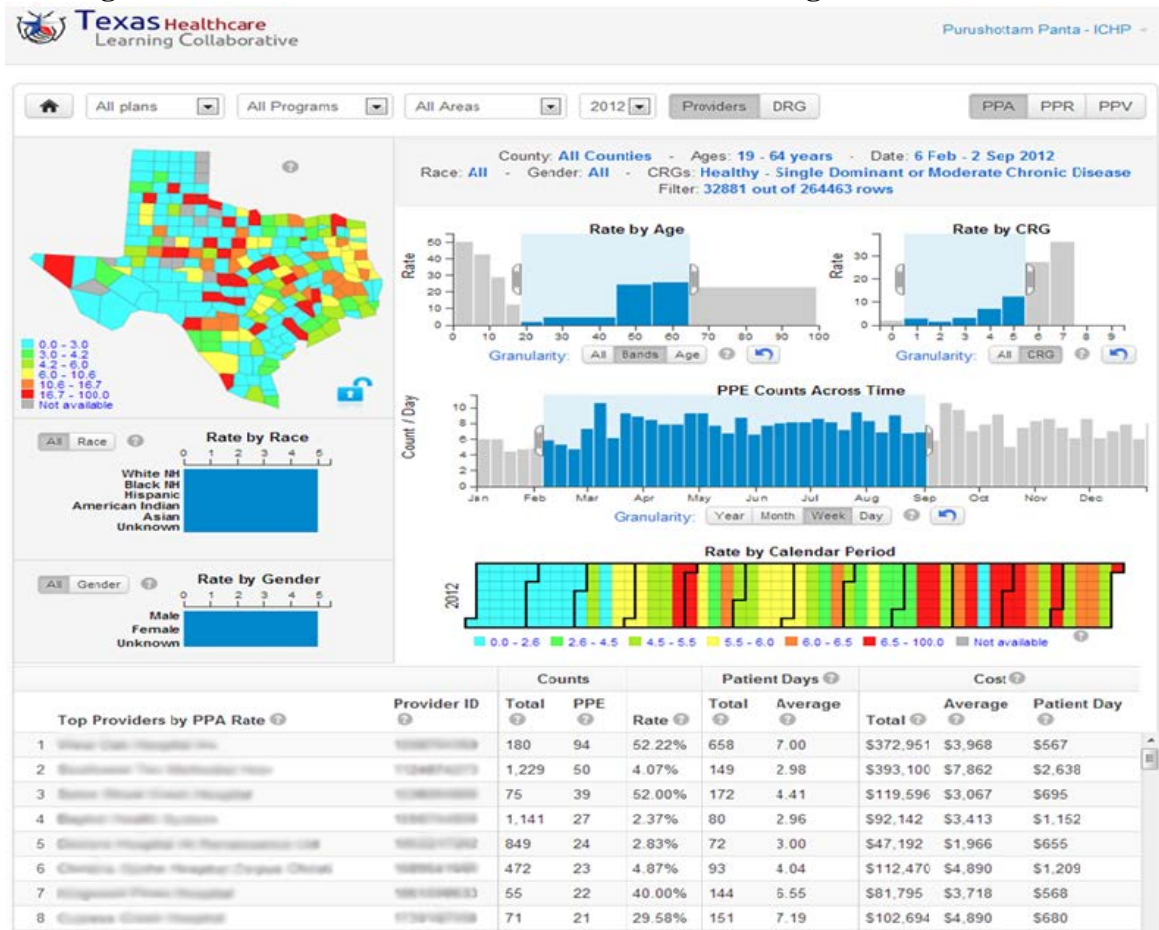 Texas Healthcare
Learning Collaborative
Purushottam Panta - ICHP
All plans All Programs All Areas 2012 Providers DRG PPA PPR PPV
County: All Counties - Ages: 19 - 64 years - Date: 6 Feb - 2 Sep 2012
Race: All - Gender: All - CRGs: Healthy - Single Dominant or Moderate Chronic Disease
Filter: 32881 out of 264463 rows
0.0 - 3.0
3.0 - 4.2
4.2 - 6.0
6.0 - 10.6
10.6 - 16.7
16.7 - 100.0
Not available
Rate by Age
Rate
50
40
30
20
10
0
0 10 20 30 40 50 60 70 80 90 100
Granularity: All Bands Age
Rate by CRG
Rate
30
20
10
0
0 1 2 3 4 5 6 7 8 9
Granularity: All CRG
PPE Counts Across Time
Count / Day
10
8
6
4
2
0
Jan Feb Mar Apr May Jun Jul Aug Sep Oct Nov Dec
Granularity: Year Month Week Day
All Race
Rate by Race
0 1 2 3 4 5
White NH
Black NH
Hispanic
American Indian
Asian
Unknown
All Gender
Rate by Gender
0 1 2 3 4 5
Male
Female
Unknown
Rate by Calendar Period
2012
0.0 - 2.6 2.6 - 4.5 4.5 - 5.5 5.5 - 6.0 6.0 - 6.5 6.5 - 100.0 Not available
Counts Patient Days Cost
Top Providers by PPA Rate Provider ID Total PPE Rate Total Average Total Average Patient Day
1 180 94 52.22% 658 7.00 $372,951 $3,968 $567
2 1,229 50 4.07% 149 2.98 $393,100 $7,862 $2,638
3 75 39 52.00% 172 4.41 $119,596 $3,067 $695
4 1,141 27 2.37% 80 2.96 $92,142 $3,413 $1,152
5 849 24 2.83% 72 3.00 $47,192 $1,966 $655
6 472 23 4.87% 93 4.04 $112,470 $4,890 $1,209
7 55 22 40.00% 144 6.55 $81,795 $3,718 $568
8 71 21 29.58% 151 7.19 $102,694 $4,890 $680